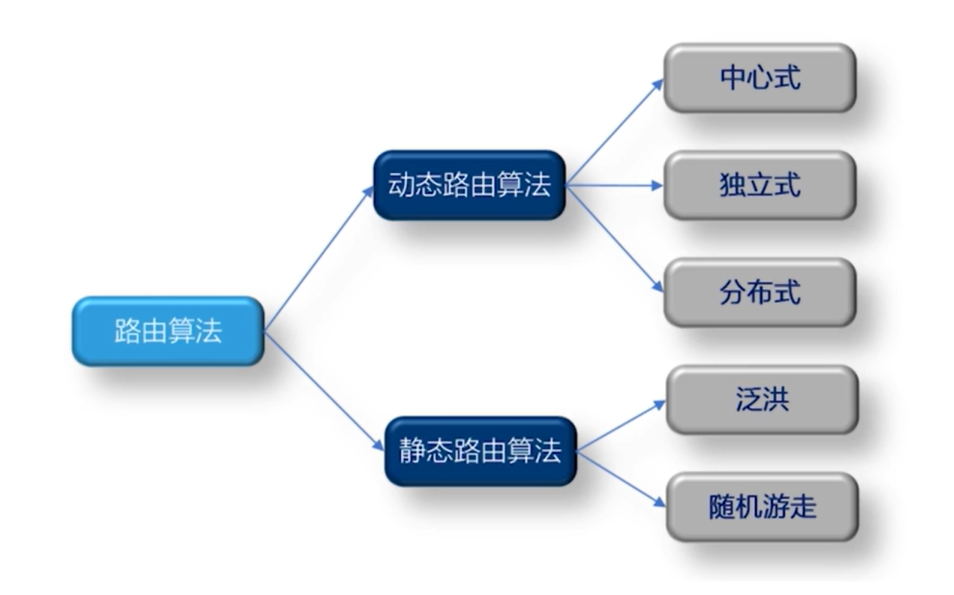 路由算法
动态路由算法
中心式
独立式
分布式
静态路由算法
泛洪
随机游走